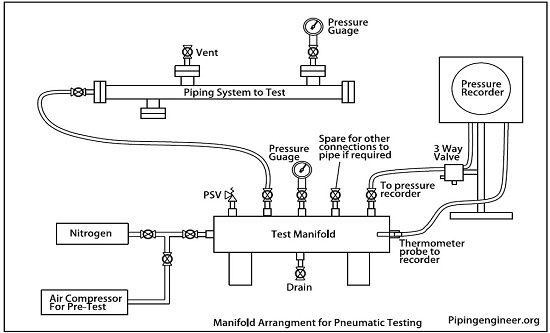 Pressure
Guage
Vent
Piping System to Test
Pressure
Recorder
Pressure
Guage
Spare for other
connections to
pipe if required
3 Way
Valve
PSV
To pressure
recorder
Nitrogen
Test Manifold
Thermometer
probe to
recorder
Drain
Air Compressor
For Pre-Test
Manifold Arrangment for Pneumatic Testing
Pipingengineer.org